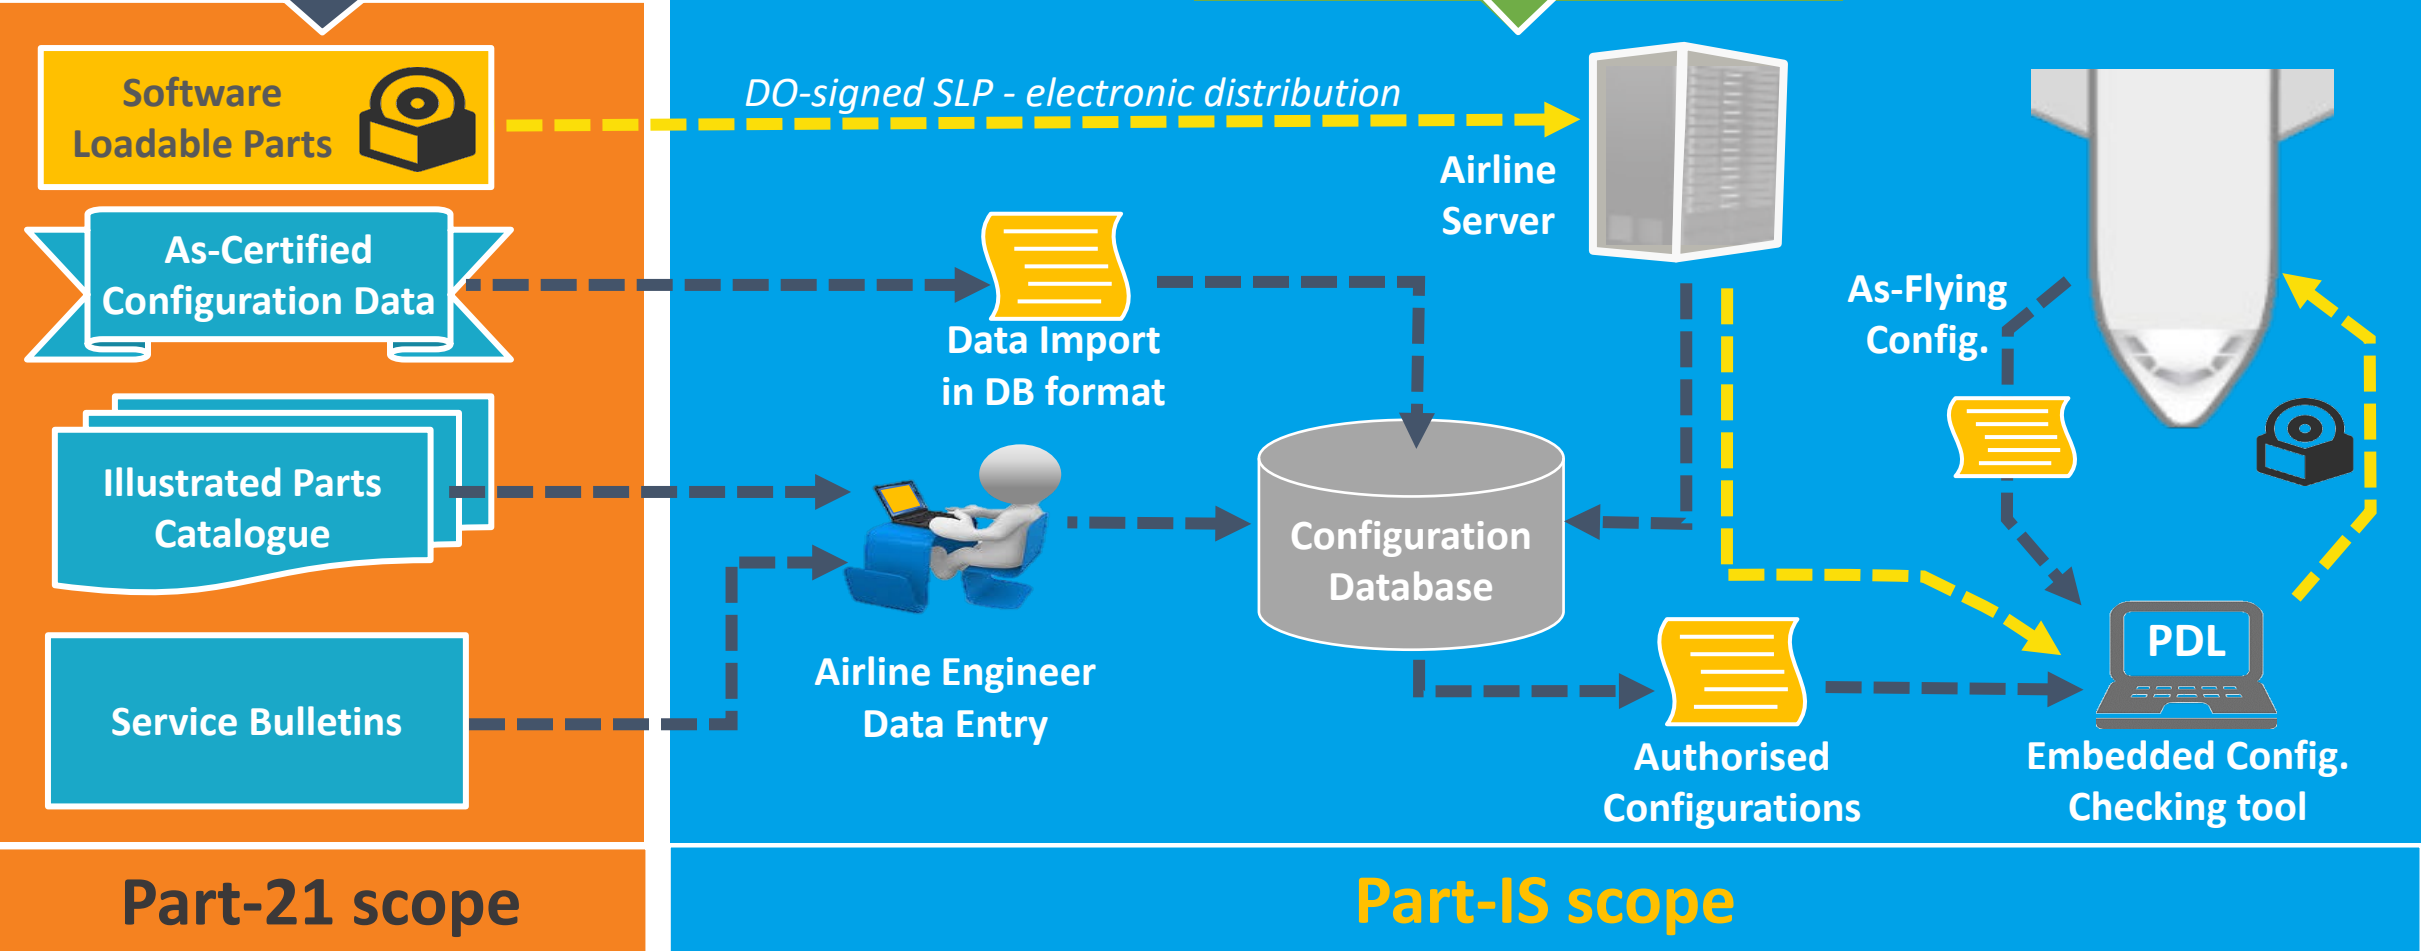 Software
Loadable Parts
DO-signed SLP - electronic distribution
Airline
Server
As-Certified
Configuration Data
Data Import
in DB format
As-Flying
Config.
Illustrated Parts
Catalogue
Configuration
Database
Service Bulletins
Airline Engineer
Data Entry
PDL
Authorised
Configurations
Embedded Config.
Checking tool
Part-21 scope
Part-IS scope